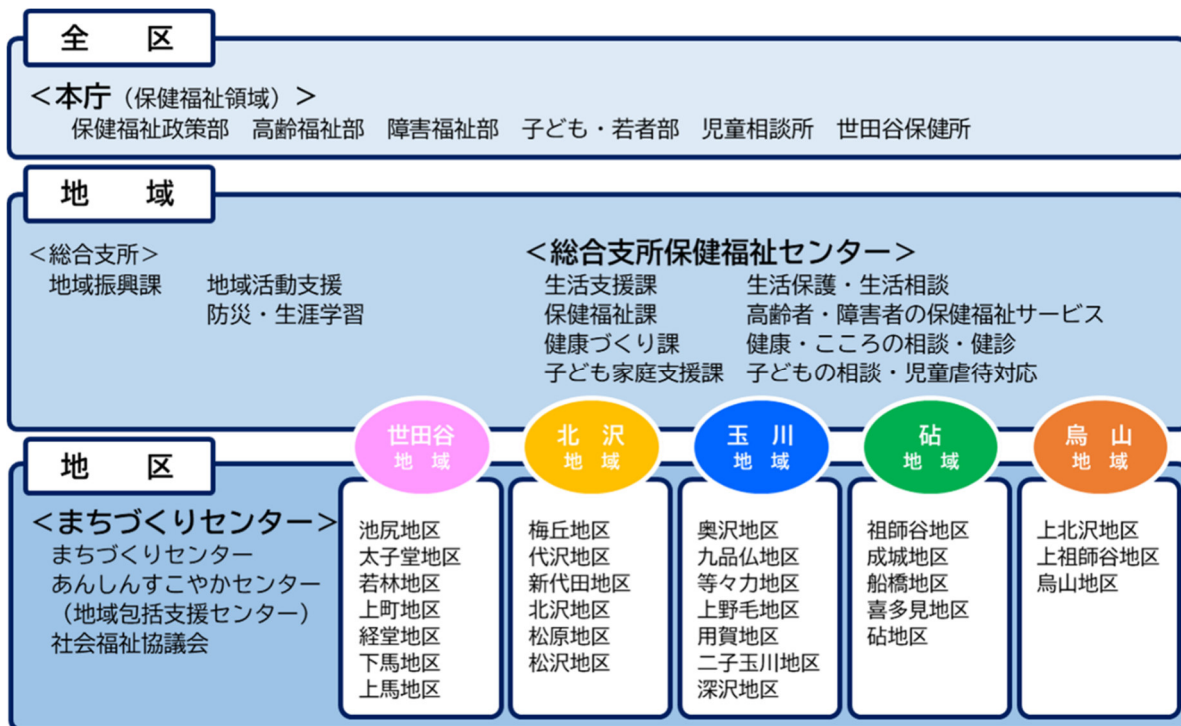 全　区
＜本庁（保健福祉領域）＞
保健福祉政策部　高齢福祉部　障害福祉部　子ども・若者部　児童相談所　世田谷保健所
地　域
＜総合支所＞
地域振興課　地域活動支援
防災・生涯学習
＜総合支所保健福祉センター＞
生活支援課　生活保護・生活相談
保健福祉課　高齢者・障害者の保健福祉サービス
健康づくり課　健康・こころの相談・健診
子ども家庭支援課　子どもの相談・児童虐待対応
地　区
＜まちづくりセンター＞
まちづくりセンター
あんしんすこやかセンター
（地域包括支援センター）
社会福祉協議会
世田谷
地　域
池尻地区
太子堂地区
若林地区
上町地区
経堂地区
下馬地区
上馬地区
北　沢
地　域
梅丘地区
代沢地区
新代田地区
北沢地区
松原地区
松沢地区
玉　川
地　域
奥沢地区
九品仏地区
等々力地区
上野毛地区
用賀地区
二子玉川地区
深沢地区
砧
地　域
祖師谷地区
成城地区
船橋地区
喜多見地区
砧地区
烏　山
地　域
上北沢地区
上祖師谷地区
烏山地区